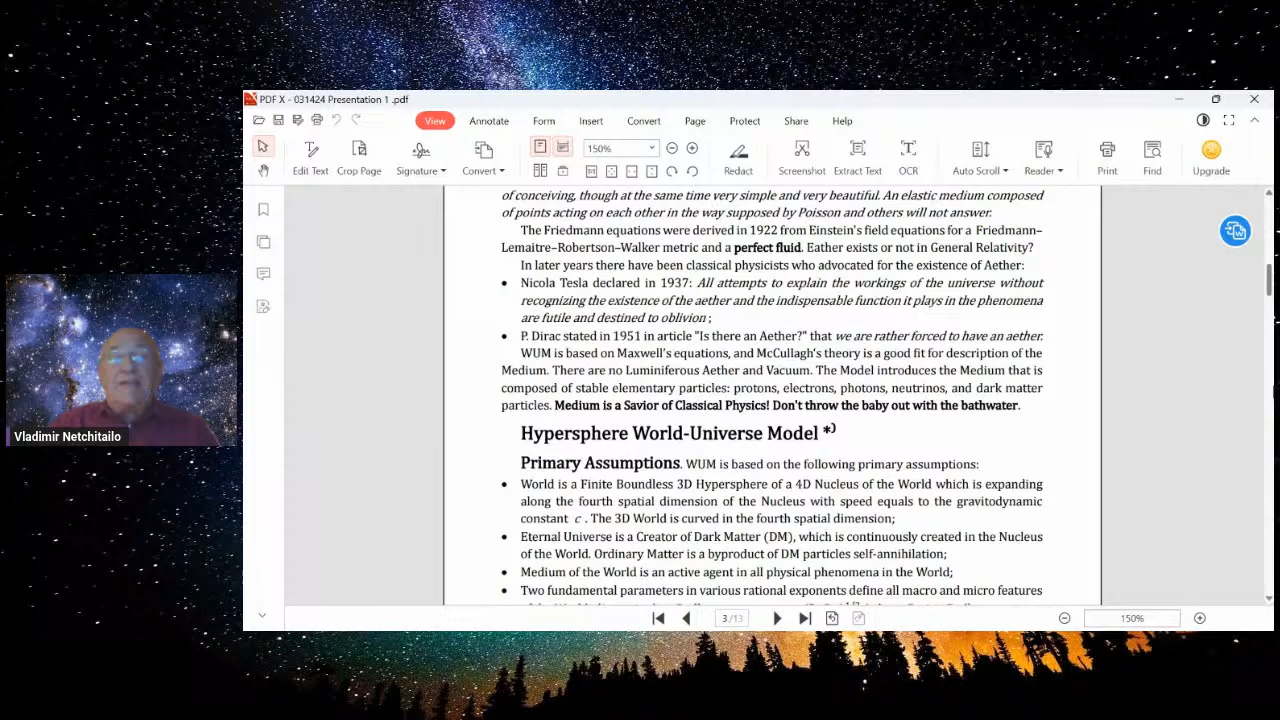 PDF X - 031424 Presentation 1 .pdf
View Annotate Form Insert Convert Page Protect Share Help
150%
Edit Text Crop Page Signature Convert Redact Screenshot Extract Text OCR Auto Scroll Reader Print Find Upgrade
of conceiving, though at the same time very simple and very beautiful. An elastic medium composed
of points acting on each other in the way supposed by Poisson and others will not answer.
The Friedmann equations were derived in 1922 from Einstein's field equations for a Friedmann–
Lemaitre–Robertson–Walker metric and a perfect fluid. Eather exists or not in General Relativity?
In later years there have been classical physicists who advocated for the existence of Aether:
• Nicola Tesla declared in 1937: All attempts to explain the workings of the universe without
recognizing the existence of the aether and the indispensable function it plays in the phenomena
are futile and destined to oblivion ;
• P. Dirac stated in 1951 in article "Is there an Aether?" that we are rather forced to have an aether.
WUM is based on Maxwell's equations, and McCullagh's theory is a good fit for description of the
Medium. There are no Luminiferous Aether and Vacuum. The Model introduces the Medium that is
composed of stable elementary particles: protons, electrons, photons, neutrinos, and dark matter
particles. Medium is a Savior of Classical Physics! Don't throw the baby out with the bathwater.
Hypersphere World-Universe Model *)
Primary Assumptions. WUM is based on the following primary assumptions:
• World is a Finite Boundless 3D Hypersphere of a 4D Nucleus of the World which is expanding
along the fourth spatial dimension of the Nucleus with speed equals to the gravitodynamic
constant c . The 3D World is curved in the fourth spatial dimension;
• Eternal Universe is a Creator of Dark Matter (DM), which is continuously created in the Nucleus
of the World. Ordinary Matter is a byproduct of DM particles self-annihilation;
• Medium of the World is an active agent in all physical phenomena in the World;
• Two fundamental parameters in various rational exponents define all macro and micro features
Vladimir Netchitailo
3 /13
150%